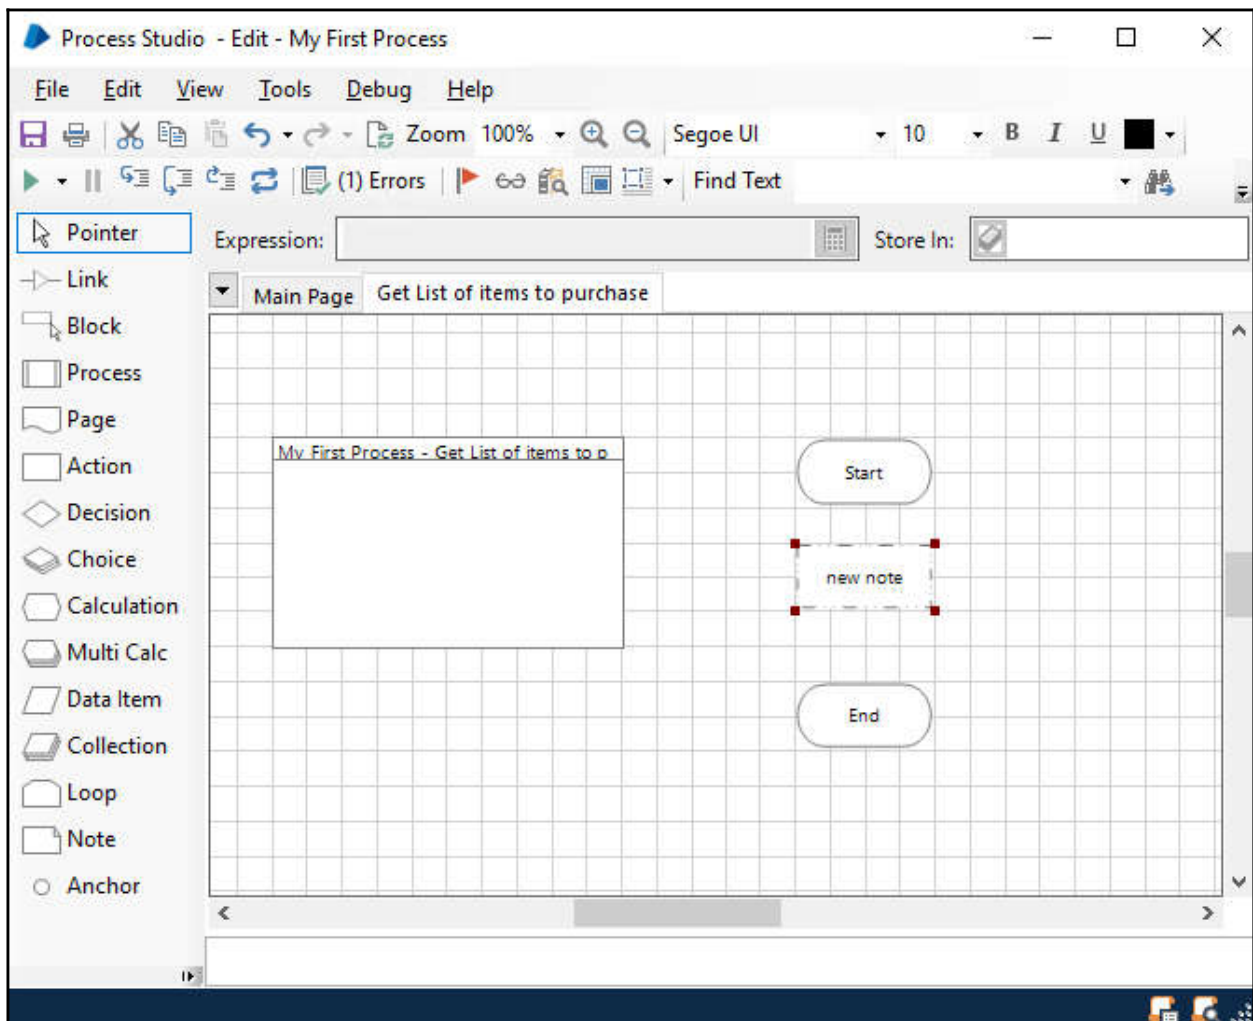 Process Studio - Edit - My First Process
File Edit View Tools Debug Help
Zoom 100% Segoe UI 10 B I U
(1) Errors Find Text
Pointer
Expression: Store In:
Link
Main Page Get List of items to purchase
Block
Process
Page
Action
Decision
Choice
Calculation
Multi Calc
Data Item
Collection
Loop
Note
Anchor
My First Process - Get List of items to p
Start
new note
End